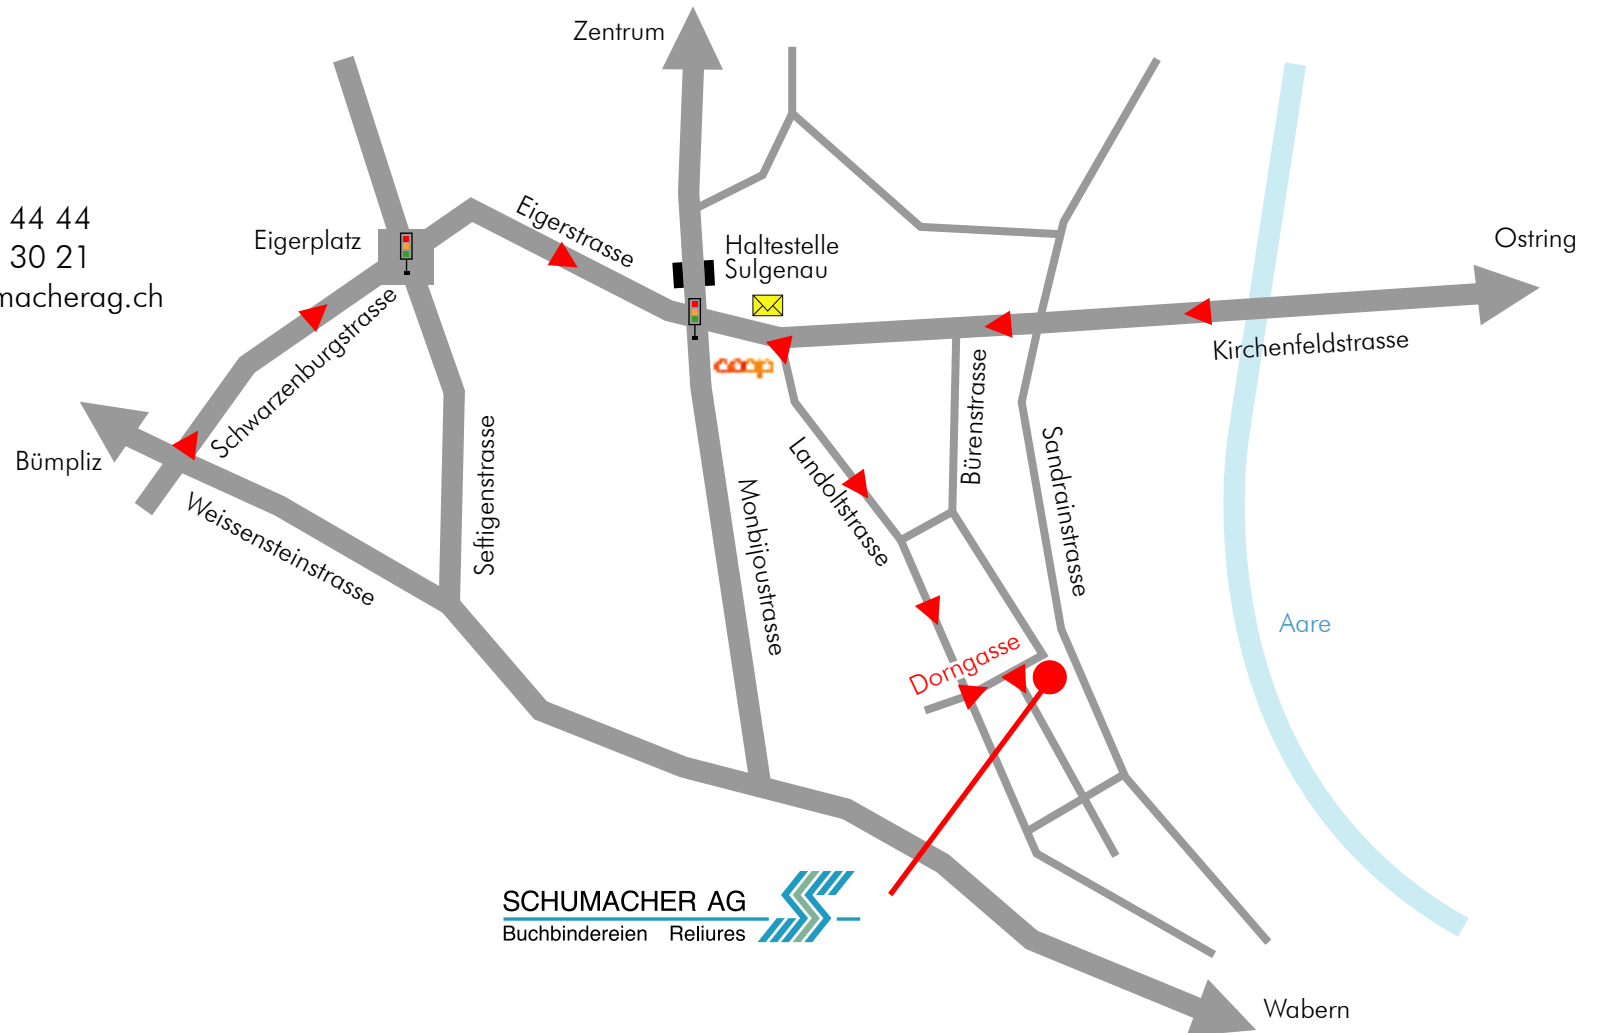 Zentrum
44 44
30 21
macherag.ch
Eigerplatz
Eigerstrasse
Haltestelle
Sulgenau
Ostring
Kirchenfeldstrasse
coop
Schwarzenburgstrasse
Bümpliz
Weissensteinstrasse
Seftigenstrasse
Monbijoustrasse
Landoltstrasse
Bürenstrasse
Sandrainstrasse
Aare
Dorngasse
SCHUMACHER AG
Buchbindereien Reliures
Wabern